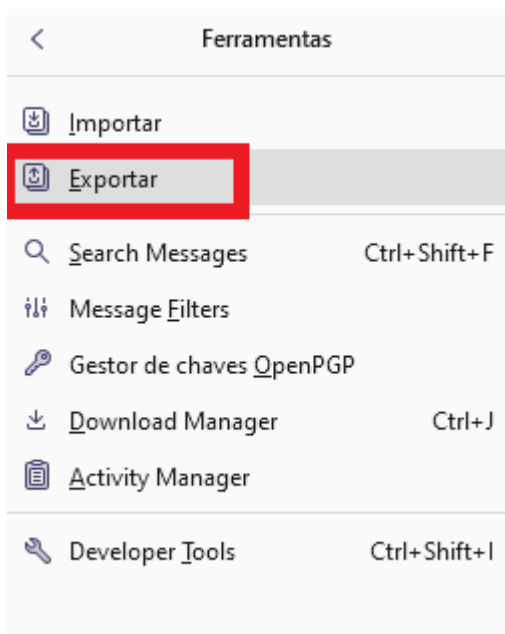 Ferramentas
Importar
Exportar
Search Messages Ctrl+Shift+F
Message Filters
Gestor de chaves OpenPGP
Download Manager Ctrl+J
Activity Manager
Developer Tools Ctrl+Shift+I